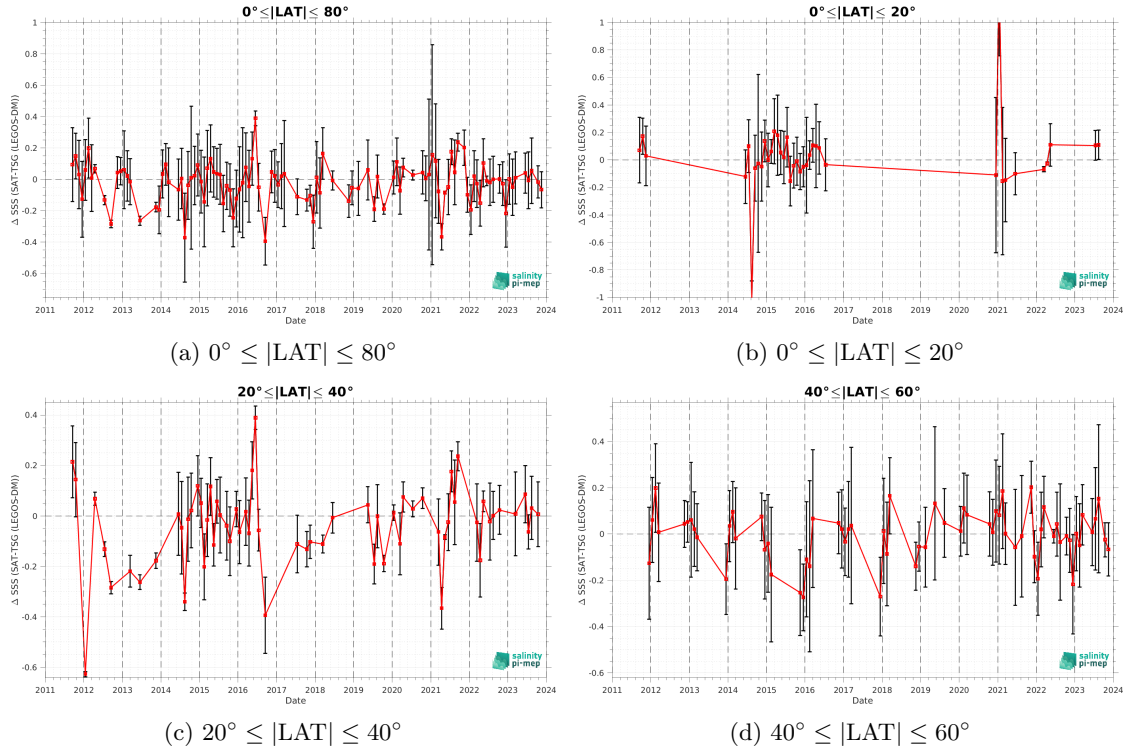 0°≤|LAT|≤ 80°
Δ SSS (SAT-TSG (LEGOS-DM))
1
0.8
0.6
0.4
0.2
0
-0.2
-0.4
-0.6
2011 2012 2013 2014 2015 2016 2017 2018 2019 2020 2021 2022 2023 2024
Date
salinity
pi-mep
(a) 0° ≤ |LAT| ≤ 80°
0°≤|LAT|≤ 20°
Δ SSS (SAT-TSG (LEGOS-DM))
1
0.8
0.6
0.4
0.2
0
-0.2
-0.4
-0.6
-0.8
-1
2011 2012 2013 2014 2015 2016 2017 2018 2019 2020 2021 2022 2023 2024
Date
salinity
pi-mep
(b) 0° ≤ |LAT| ≤ 20°
20°≤|LAT|≤ 40°
Δ SSS (SAT-TSG (LEGOS-DM))
0.4
0.2
0
-0.2
-0.4
-0.6
2011 2012 2013 2014 2015 2016 2017 2018 2019 2020 2021 2022 2023 2024
Date
salinity
pi-mep
(c) 20° ≤ |LAT| ≤ 40°
40°≤|LAT|≤ 60°
Δ SSS (SAT-TSG (LEGOS-DM))
0.4
0.2
0
-0.2
-0.4
-0.6
2011 2012 2013 2014 2015 2016 2017 2018 2019 2020 2021 2022 2023 2024
Date
salinity
pi-mep
(d) 40° ≤ |LAT| ≤ 60°